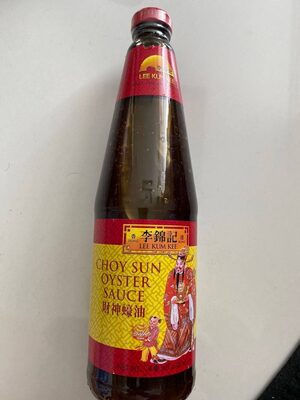 LEE KUM KEE
李錦記
LEE KUM KEE
CHOY SUN
OYSTER
SAUCE
財神蠔油